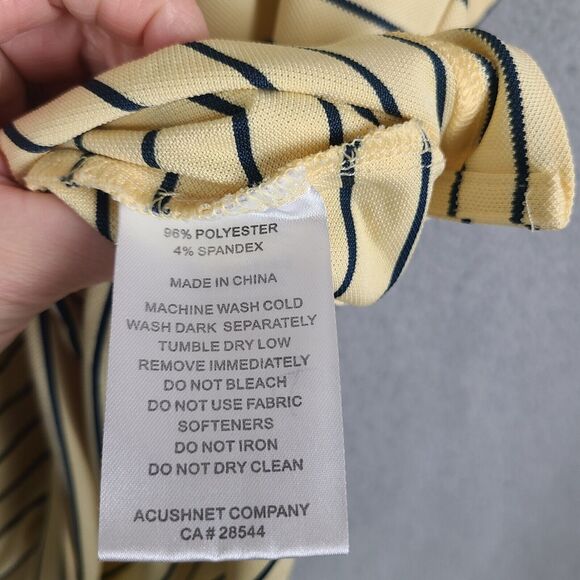 96% POLYESTER
4% SPANDEX
MADE IN CHINA
MACHINE WASH COLD
WASH DARK SEPARATELY
TUMBLE DRY LOW
REMOVE IMMEDIATELY
DO NOT BLEACH
DO NOT USE FABRIC
SOFTENERS
DO NOT IRON
DO NOT DRY CLEAN
ACUSHNET COMPANY
CA # 28544